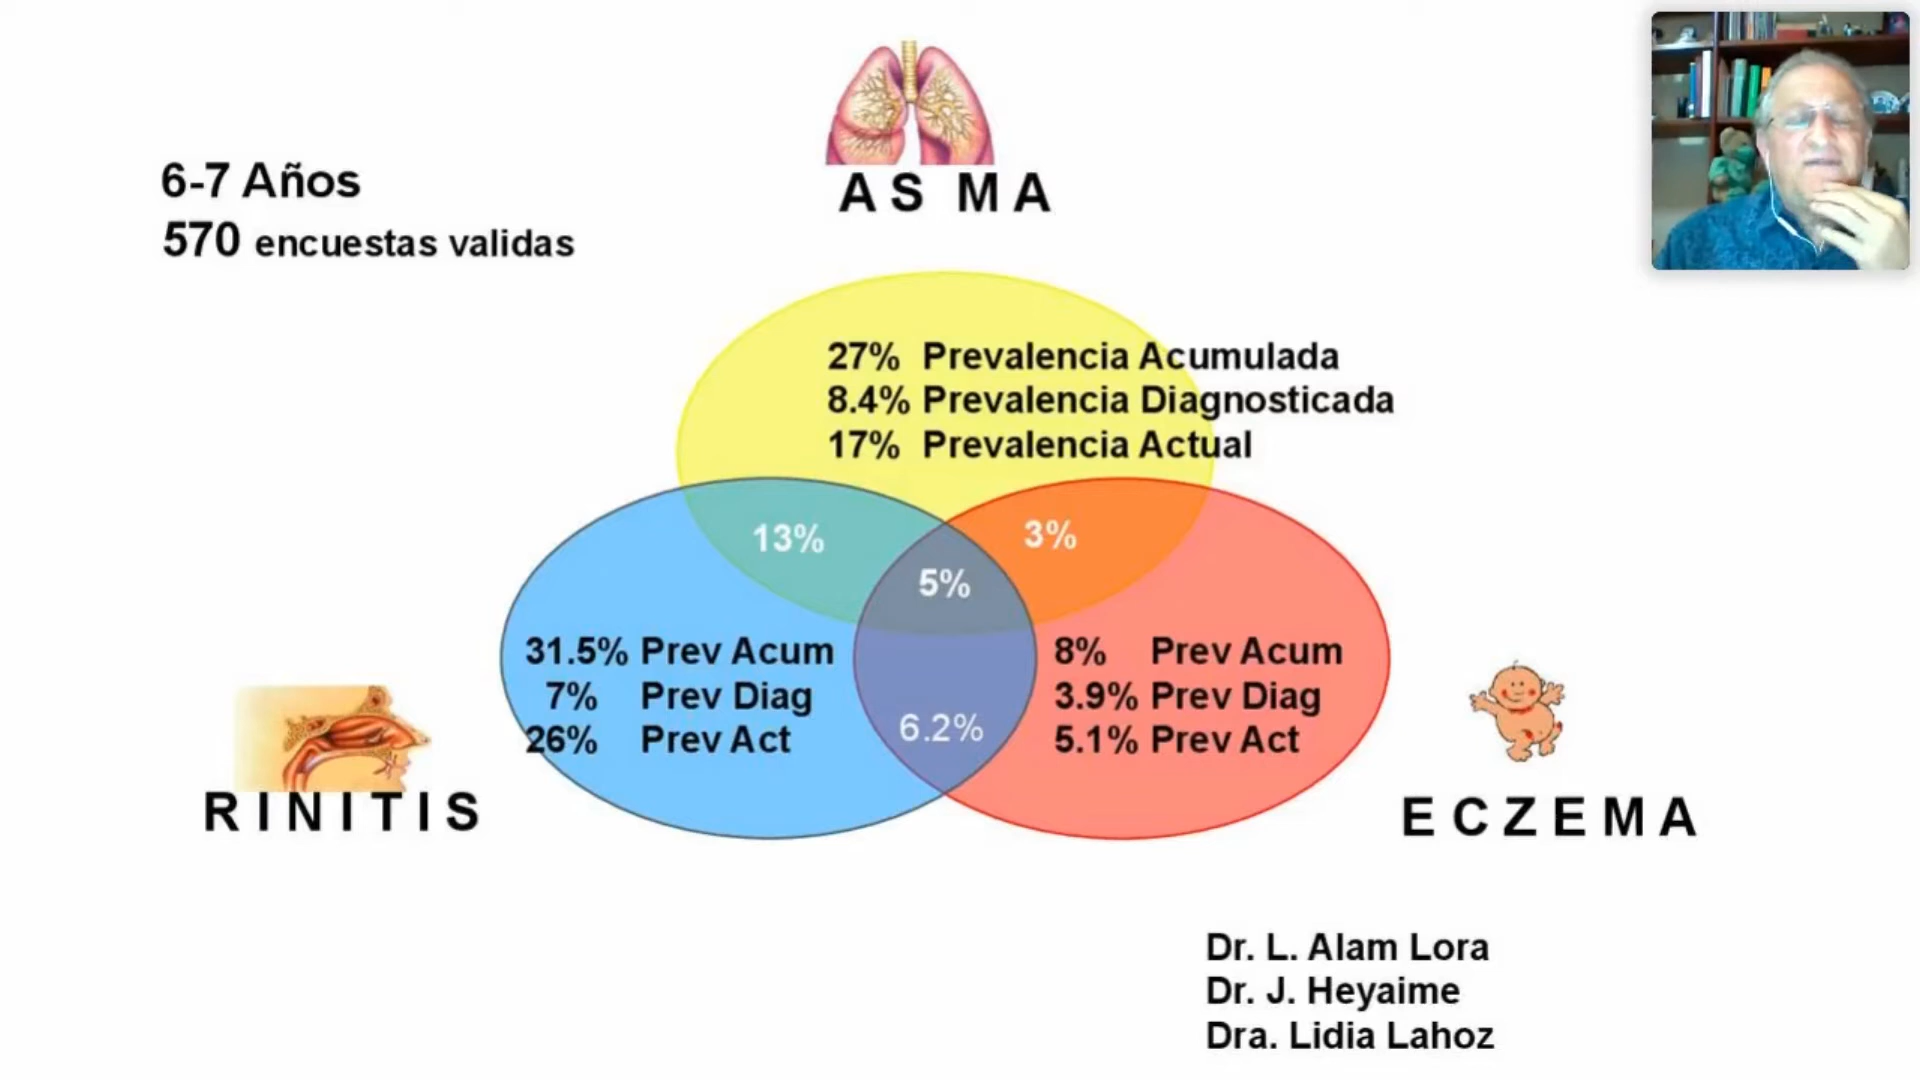 6-7 Años
570 encuestas validas
AS MA
27% Prevalencia Acumulada
8.4% Prevalencia Diagnosticada
17% Prevalencia Actual
13%
3%
5%
31.5% Prev Acum
7% Prev Diag
26% Prev Act
6.2%
8% Prev Acum
3.9% Prev Diag
5.1% Prev Act
RINITIS
ECZEMA
Dr. L. Alam Lora
Dr. J. Heyaime
Dra. Lidia Lahoz